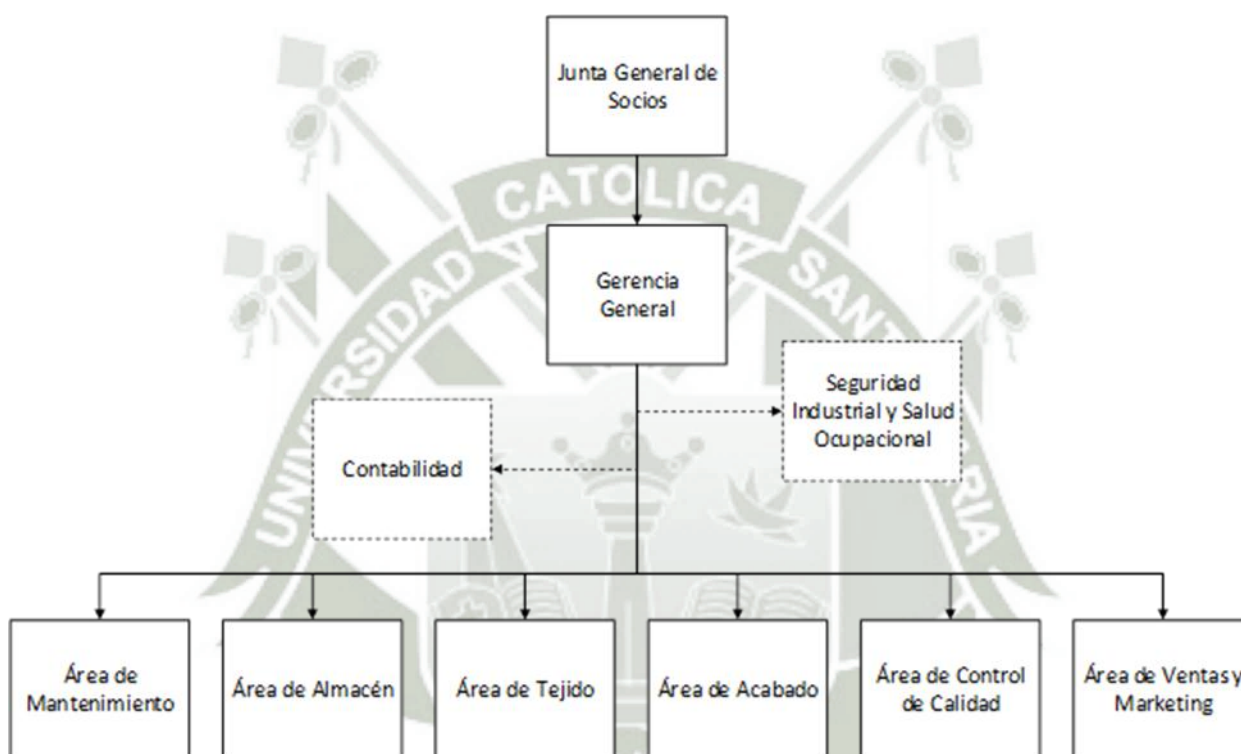 Junta General de
Socios
CATOLICA
UNIVERSIDAD
Gerencia
General
Seguridad
Industrial y Salud
Ocupacional
Contabilidad
Área de
Mantenimiento
Área de Almacén
Área de Tejido
Área de Acabado
Área de Control
de Calidad
Área de Ventas y
Marketing